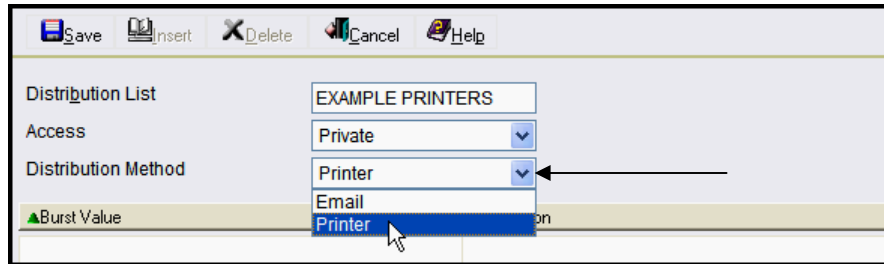 Save Insert Delete Cancel Help
Distribution List EXAMPLE PRINTERS
Access Private
Distribution Method Printer
Email
Burst Value
Printer